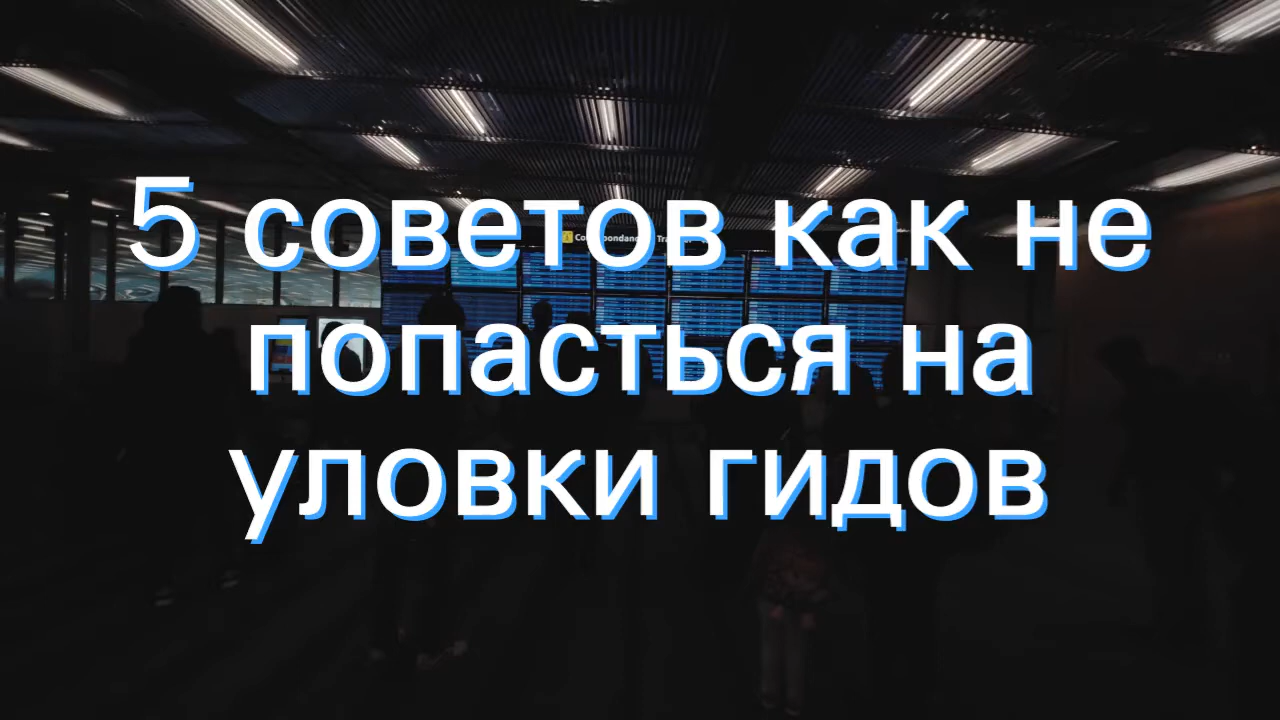 5 советов как не
попасться на
уловки гидов